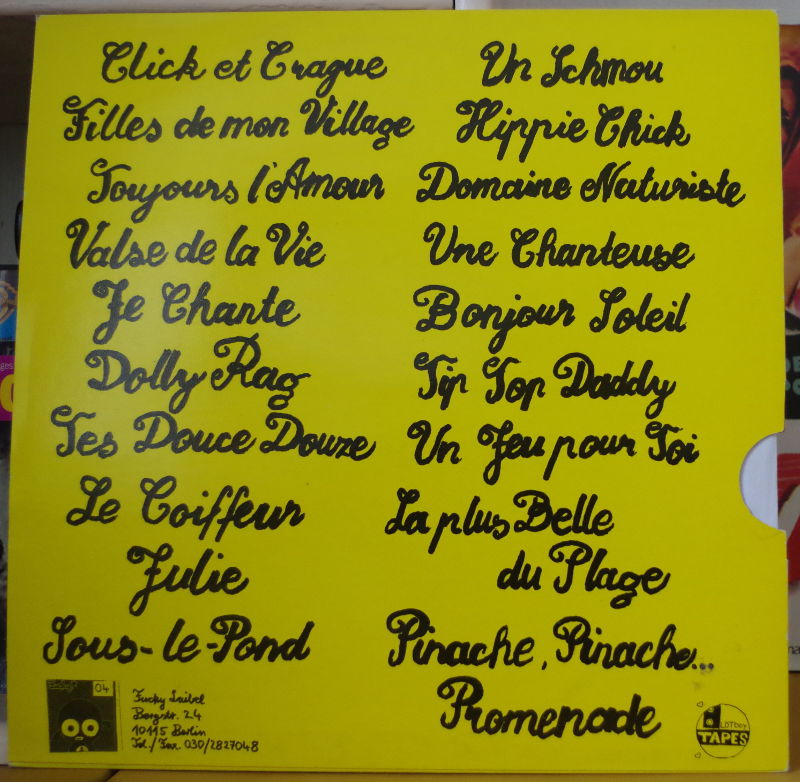 Click et Crague
Filles de mon Village
Toujours l'Amour
Valse de la Vie
Je Chante
Dolly Rag
Tes Douce Douze
Le Coiffeur
Julie
Sous-le-Pond
Un Schmou
Hippie Chick
Domaine Naturiste
Une Chanteuse
Bonjour Soleil
Tip Top Daddy
Un Jeu pour Toi
La plus Belle
du Plage
Pinache, Pinache...
Promenade
04
Fucky Laibel
Bergstr. 24
10115 Berlin
Tel./Fax. 030/2827048
TAPES